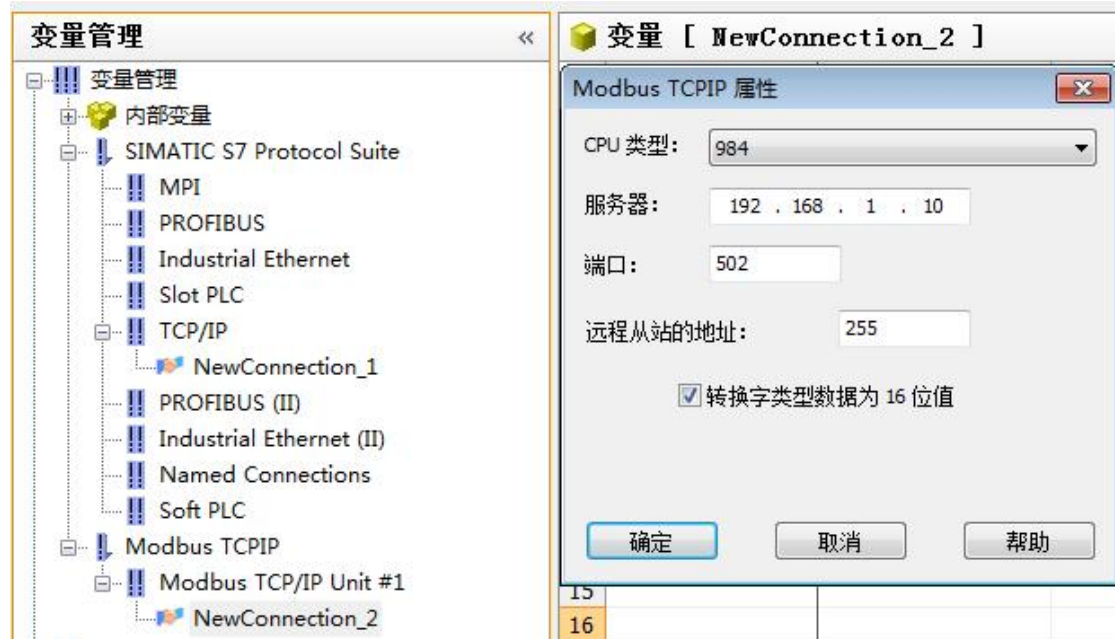 变量管理 «
变量管理
内部变量
SIMATIC S7 Protocol Suite
MPI
PROFIBUS
Industrial Ethernet
Slot PLC
TCP/IP
NewConnection_1
PROFIBUS (II)
Industrial Ethernet (II)
Named Connections
Soft PLC
Modbus TCPIP
Modbus TCP/IP Unit #1
NewConnection_2
变量 [ NewConnection_2 ]
Modbus TCPIP 属性
CPU 类型: 984
服务器: 192 . 168 . 1 . 10
端口: 502
远程从站的地址: 255
转换字类型数据为 16 位值
确定 取消 帮助
15
16